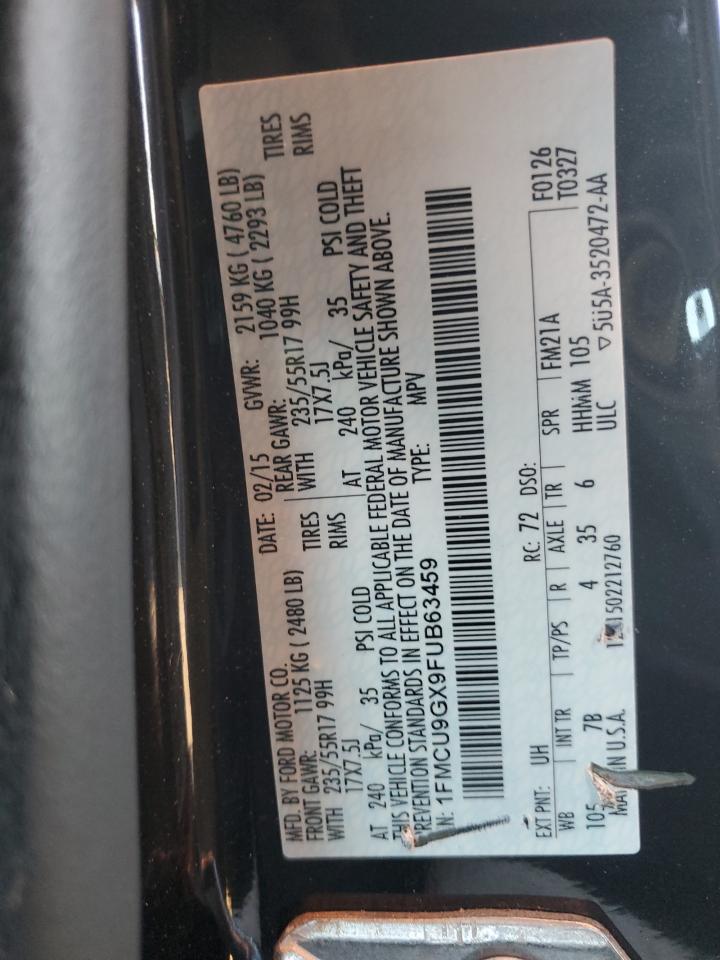 MFD. BY FORD MOTOR CO.
DATE: 02/15 GVWR: 2159 KG ( 4760 LB)
FRONT GAWR: 1125 KG ( 2480 LB) REAR GAWR: 1040 KG ( 2293 LB)
WITH 235/55R17 99H TIRES WITH 235/55R17 99H TIRES
17X7.5J RIMS 17X7.5J RIMS
AT 240 kPa/ 35 PSI COLD AT 240 kPa/ 35 PSI COLD
THIS VEHICLE CONFORMS TO ALL APPLICABLE FEDERAL MOTOR VEHICLE SAFETY AND THEFT
PREVENTION STANDARDS IN EFFECT ON THE DATE OF MANUFACTURE SHOWN ABOVE.
N: 1FMCU9GX9FUB63459 TYPE: MPV
EXT PNT: UH RC: 72 DSO: F0126
WB INT TR TP/PS R AXLE TR SPR FM21A T0327
105 7B 4 35 6 HHMM 105
IN U.S.A. 1502212760 ULC ▽5U5A-3520472-AA